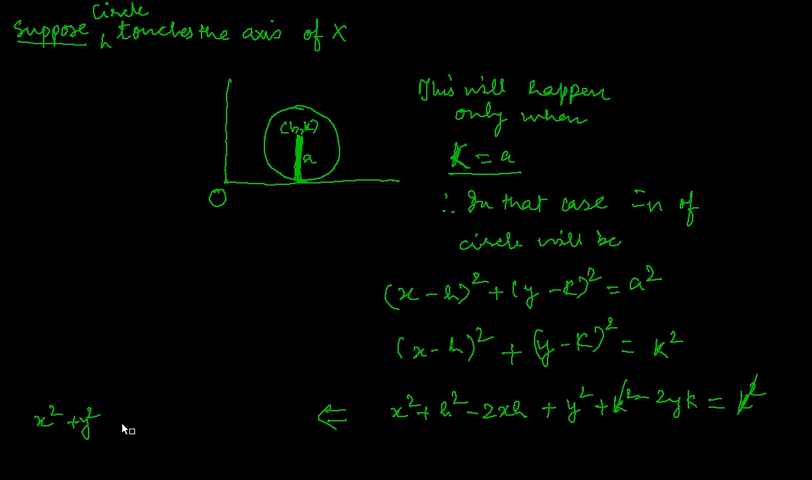 Suppose Circle touches the axis of X
This will happen
only when
(h, k)
K = a
a
O
∴ In that case =n of
circle will be
(x - h)² + (y - k)² = a²
(x - h)² + (y - k)² = k²
x² + y² ⇐ x² + h² - 2xh + y² + k² - 2yk = k²